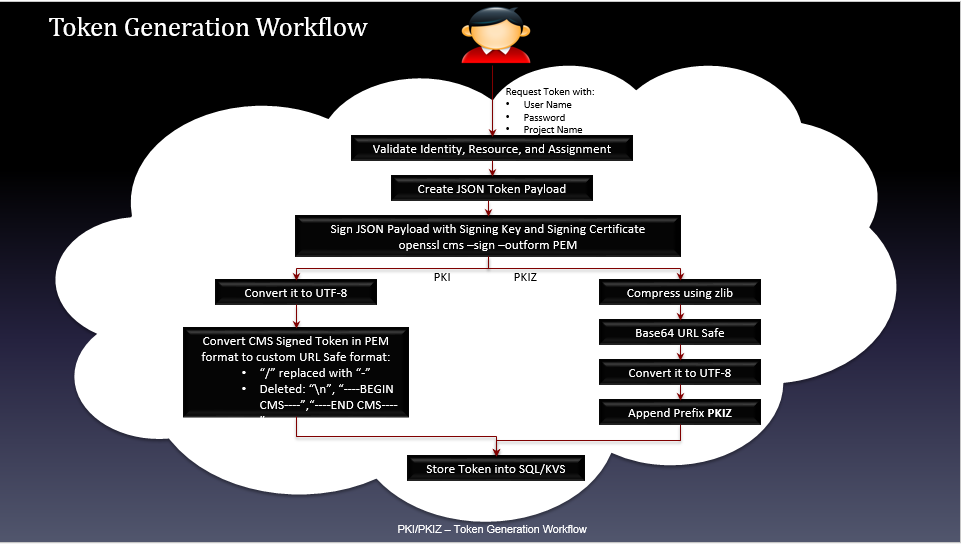 Token Generation Workflow
Request Token with:
• User Name
• Password
• Project Name
Validate Identity, Resource, and Assignment
Create JSON Token Payload
Sign JSON Payload with Signing Key and Signing Certificate
openssl cms –sign –outform PEM
PKI
PKIZ
Convert it to UTF-8
Convert CMS Signed Token in PEM
format to custom URL Safe format:
• “/” replaced with “-”
• Deleted: “\n”, “----BEGIN
CMS----”,“----END CMS----
”
Compress using zlib
Base64 URL Safe
Convert it to UTF-8
Append Prefix PKIZ
Store Token into SQL/KVS
PKI/PKIZ – Token Generation Workflow